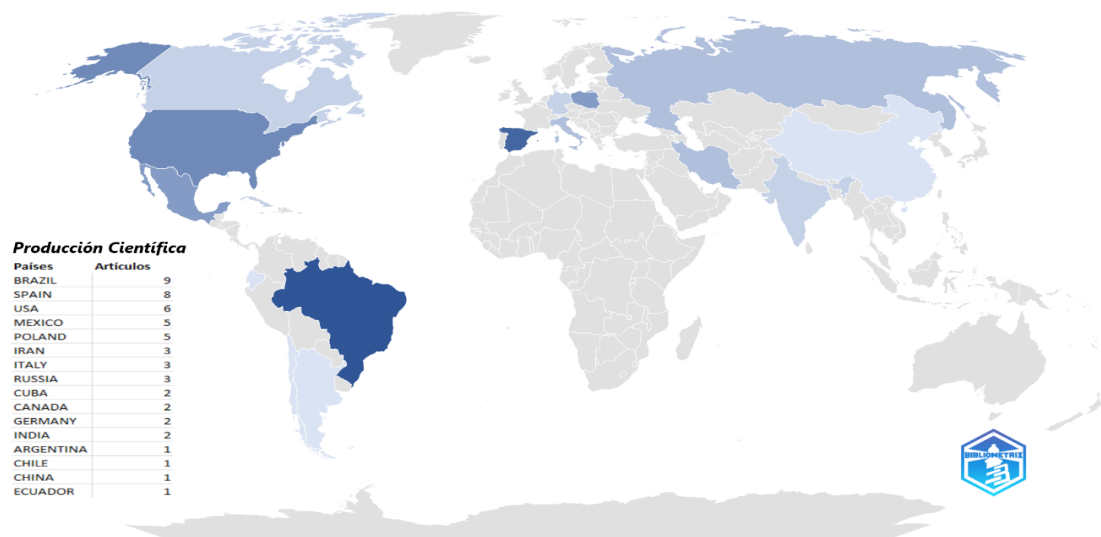 Producción Científica
Países Artículos
BRAZIL 9
SPAIN 8
USA 6
MEXICO 5
POLAND 5
IRAN 3
ITALY 3
RUSSIA 3
CUBA 2
CANADA 2
GERMANY 2
INDIA 2
ARGENTINA 1
CHILE 1
CHINA 1
ECUADOR 1
BIBLIOMETRIX